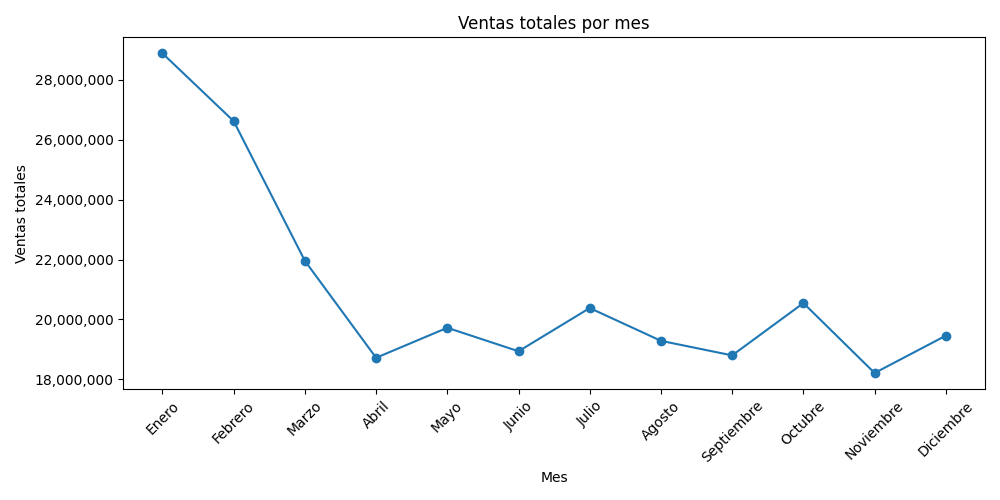 Ventas totales por mes
Ventas totales
28,000,000
26,000,000
24,000,000
22,000,000
20,000,000
18,000,000
Enero
Febrero
Marzo
Abril
Mayo
Junio
Julio
Agosto
Septiembre
Octubre
Noviembre
Diciembre
Mes